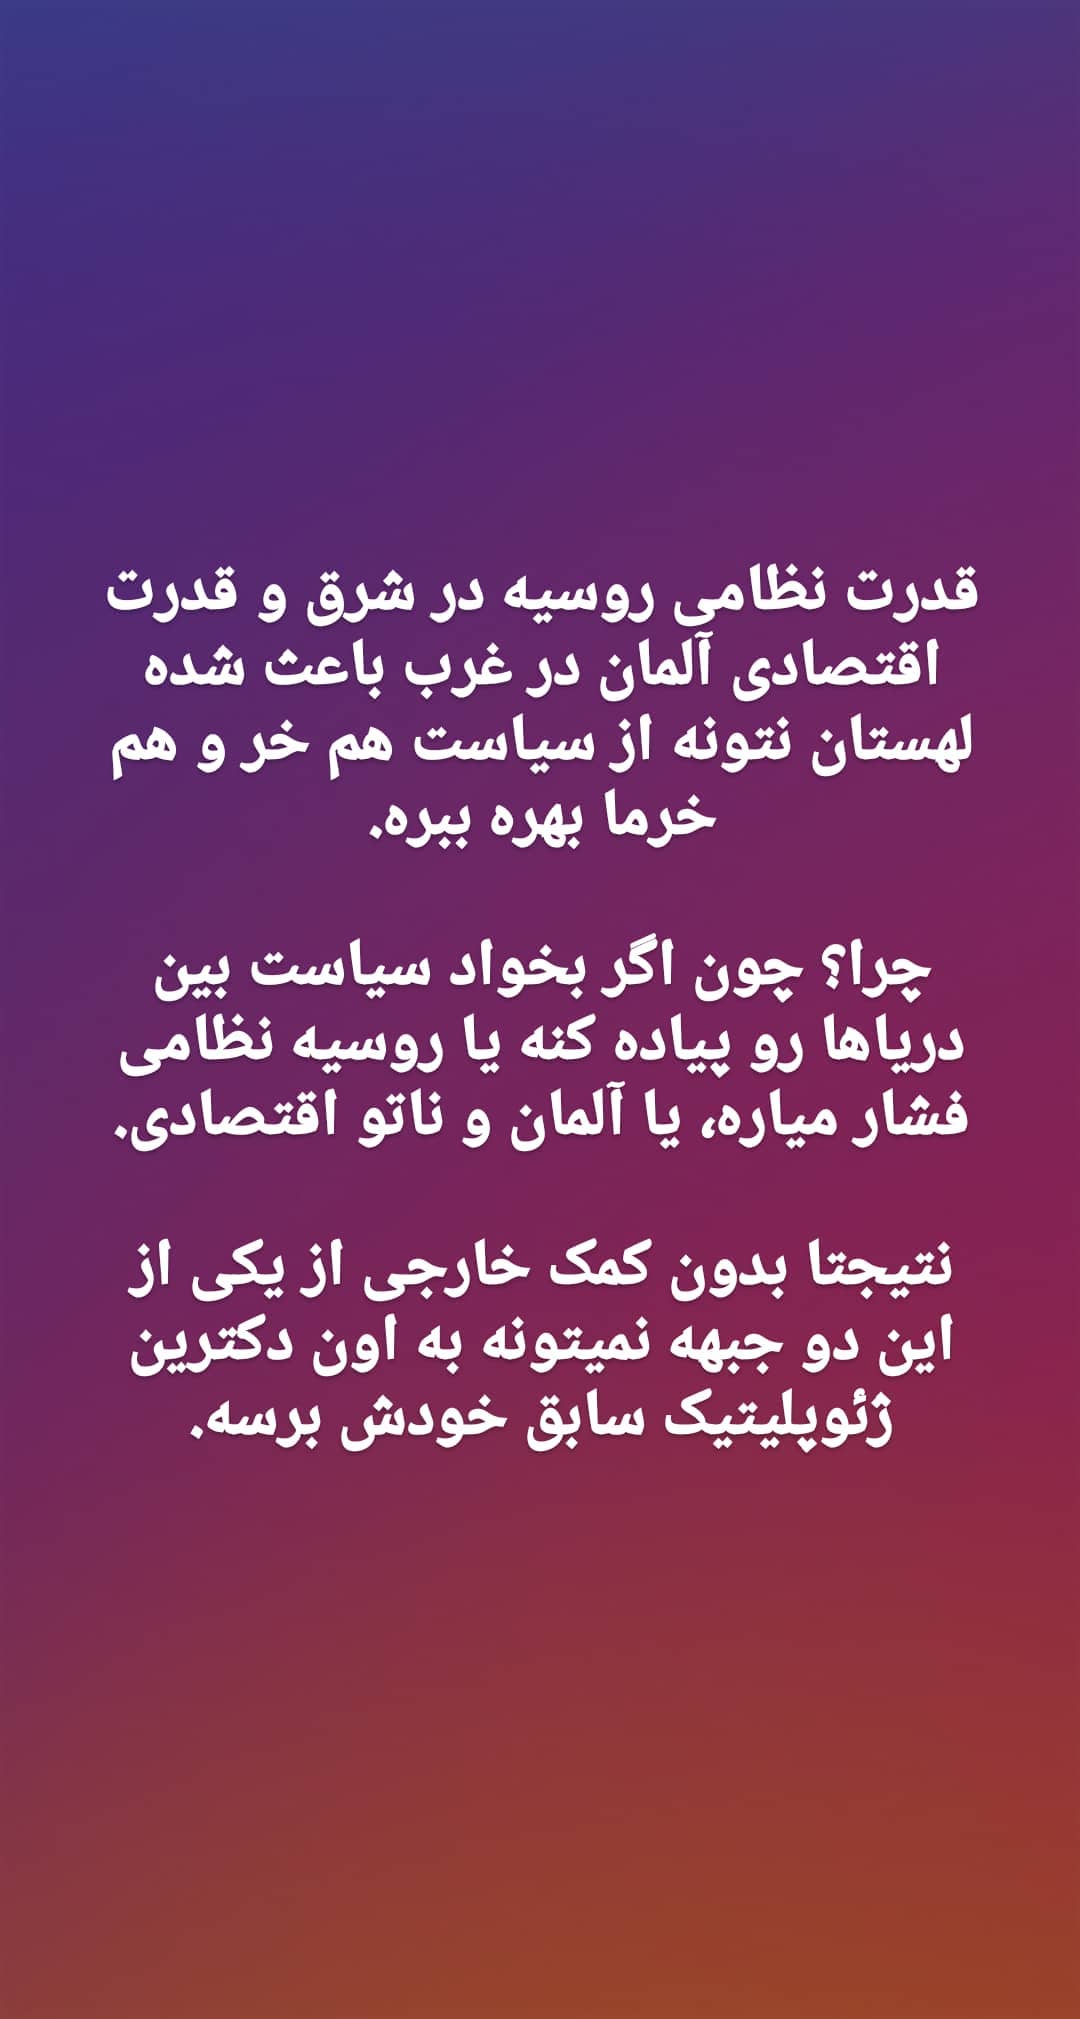 قدرت نظامی روسیه در شرق و قدرت
اقتصادی آلمان در غرب باعث شده
لهستان نتونه از سیاست هم خر و هم
خرما بهره ببره.
چرا؟ چون اگر بخواد سیاست بین
دریاها رو پیاده کنه یا روسیه نظامی
فشار میاره، یا آلمان و ناتو اقتصادی.
نتیجتا بدون کمک خارجی از یکی از
این دو جبهه نمیتونه به اون دکترین
ژئوپلیتیک سابق خودش برسه.